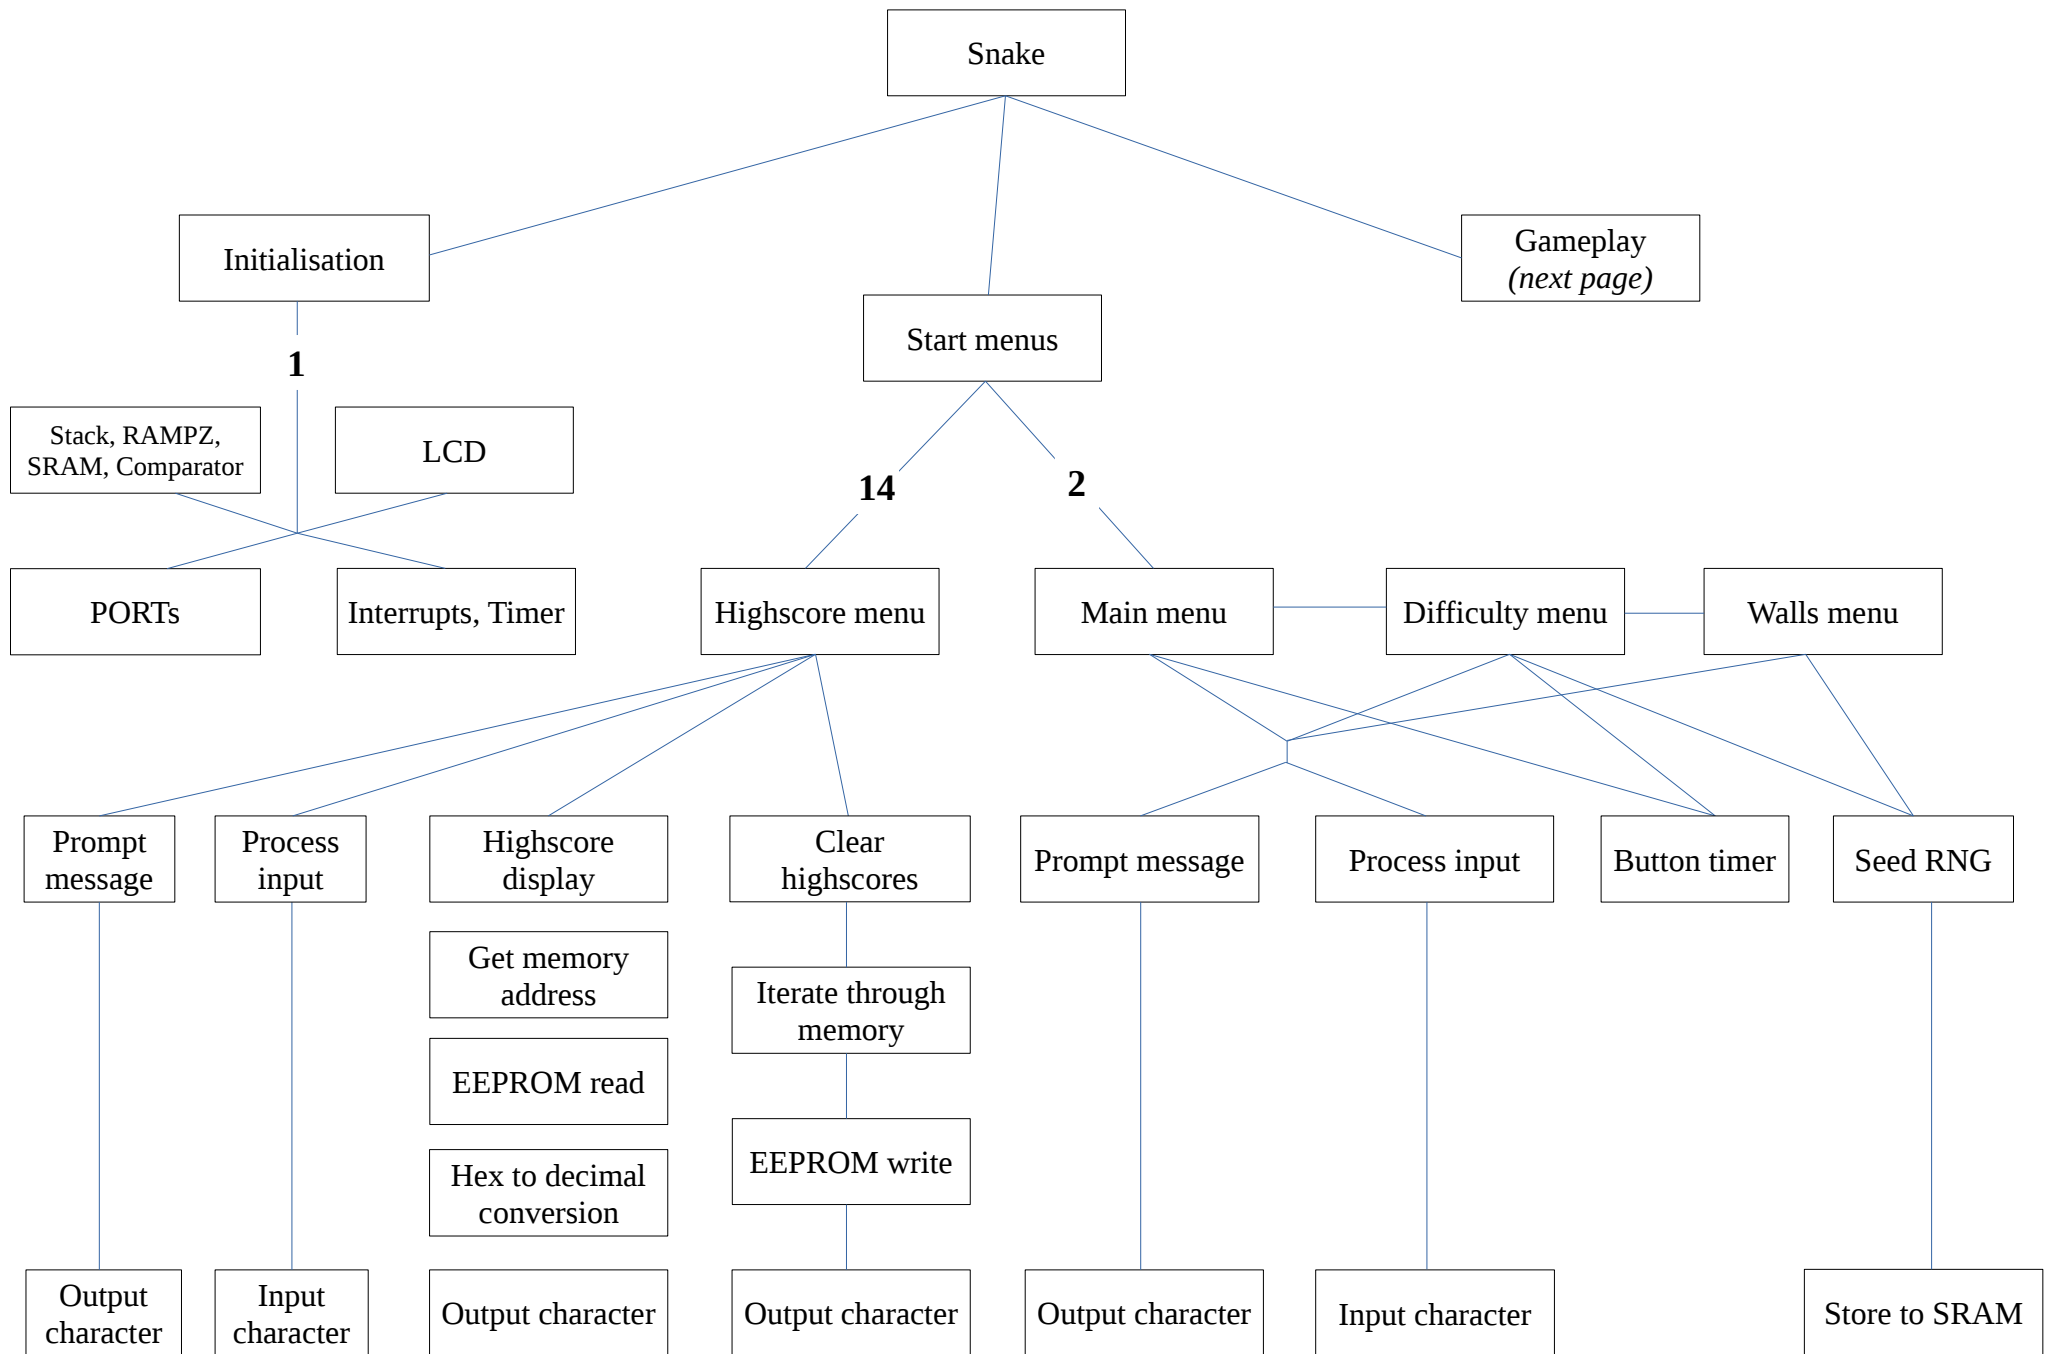 Snake
Initialisation
Gameplay
(next page)
Start menus
1
Stack, RAMPZ,
SRAM, Comparator
LCD
14
2
PORTs
Interrupts, Timer
Highscore menu
Main menu
Difficulty menu
Walls menu
Prompt
message
Process
input
Highscore
display
Clear
highscores
Prompt message
Process input
Button timer
Seed RNG
Get memory
address
Iterate through
memory
EEPROM read
EEPROM write
Hex to decimal
conversion
Output
character
Input
character
Output character
Output character
Output character
Input character
Store to SRAM